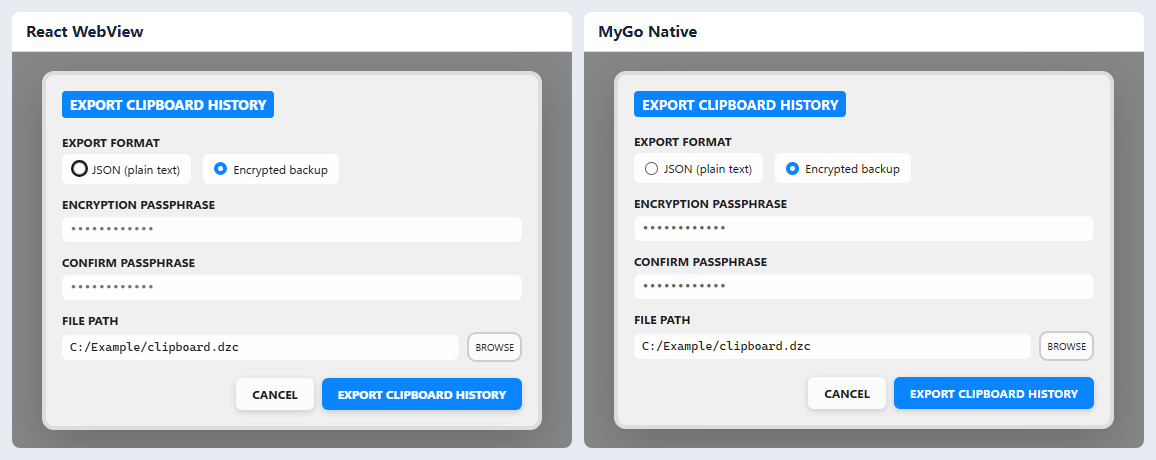 React WebView
EXPORT CLIPBOARD HISTORY
EXPORT FORMAT
JSON (plain text) Encrypted backup
ENCRYPTION PASSPHRASE
••••••••••••
CONFIRM PASSPHRASE
••••••••••••
FILE PATH
C:/Example/clipboard.dzc BROWSE
CANCEL EXPORT CLIPBOARD HISTORY
MyGo Native
EXPORT CLIPBOARD HISTORY
EXPORT FORMAT
JSON (plain text) Encrypted backup
ENCRYPTION PASSPHRASE
••••••••••••
CONFIRM PASSPHRASE
••••••••••••
FILE PATH
C:/Example/clipboard.dzc BROWSE
CANCEL EXPORT CLIPBOARD HISTORY